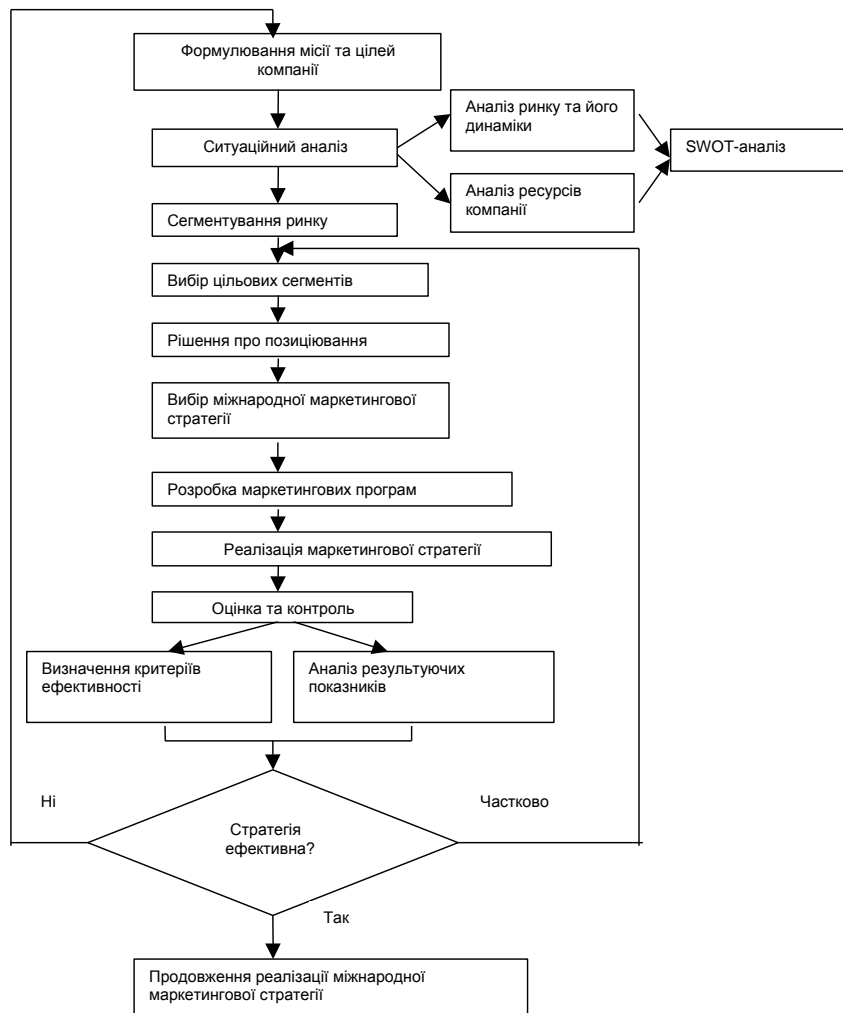 Формулювання місії та цілей
компанії
Аналіз ринку та його
динаміки
Ситуаційний аналіз
SWOT-аналіз
Аналіз ресурсів
компанії
Сегментування ринку
Вибір цільових сегментів
Рішення про позиціювання
Вибір міжнародної маркетингової
стратегії
Розробка маркетингових програм
Реалізація маркетингової стратегії
Оцінка та контроль
Визначення критеріїв
ефективності
Аналіз результуючих
показників
Ні
Частково
Стратегія
ефективна?
Так
Продовження реалізації міжнародної
маркетингової стратегії